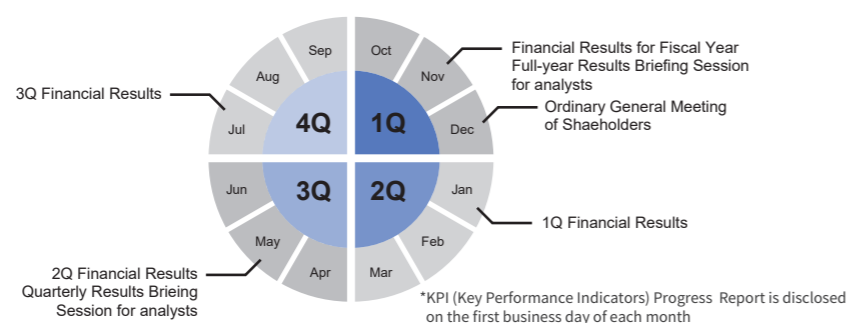 Sep
Oct
Aug
Nov
Financial Results for Fiscal Year
Full-year Results Briefing Session
for analysts
3Q Financial Results
Jul
4Q
1Q
Dec
Ordinary General Meeting
of Shaeholders
Jun
3Q
2Q
Jan
1Q Financial Results
May
Feb
Apr
Mar
2Q Financial Results
Quarterly Results Brieing
Session for analysts
*KPI (Key Performance Indicators) Progress Report is disclosed
on the first business day of each month